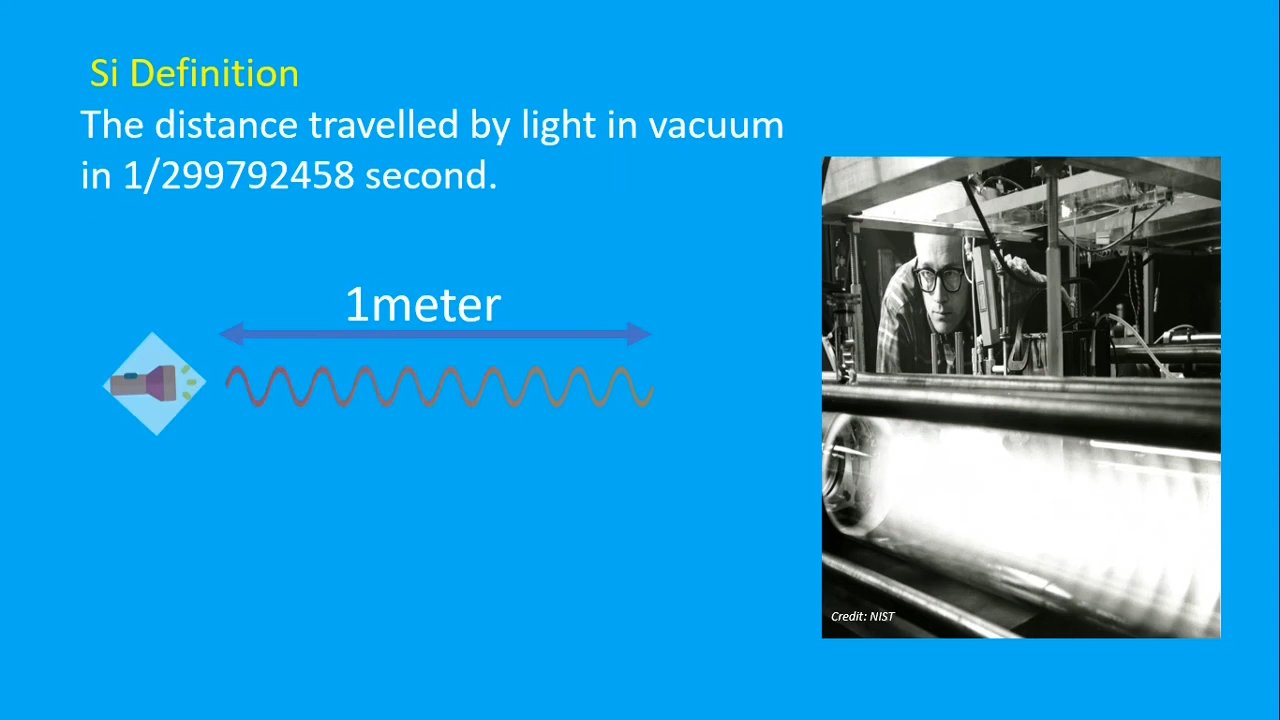 Si Definition
The distance travelled by light in vacuum
in 1/299792458 second.
1meter
Credit: NIST